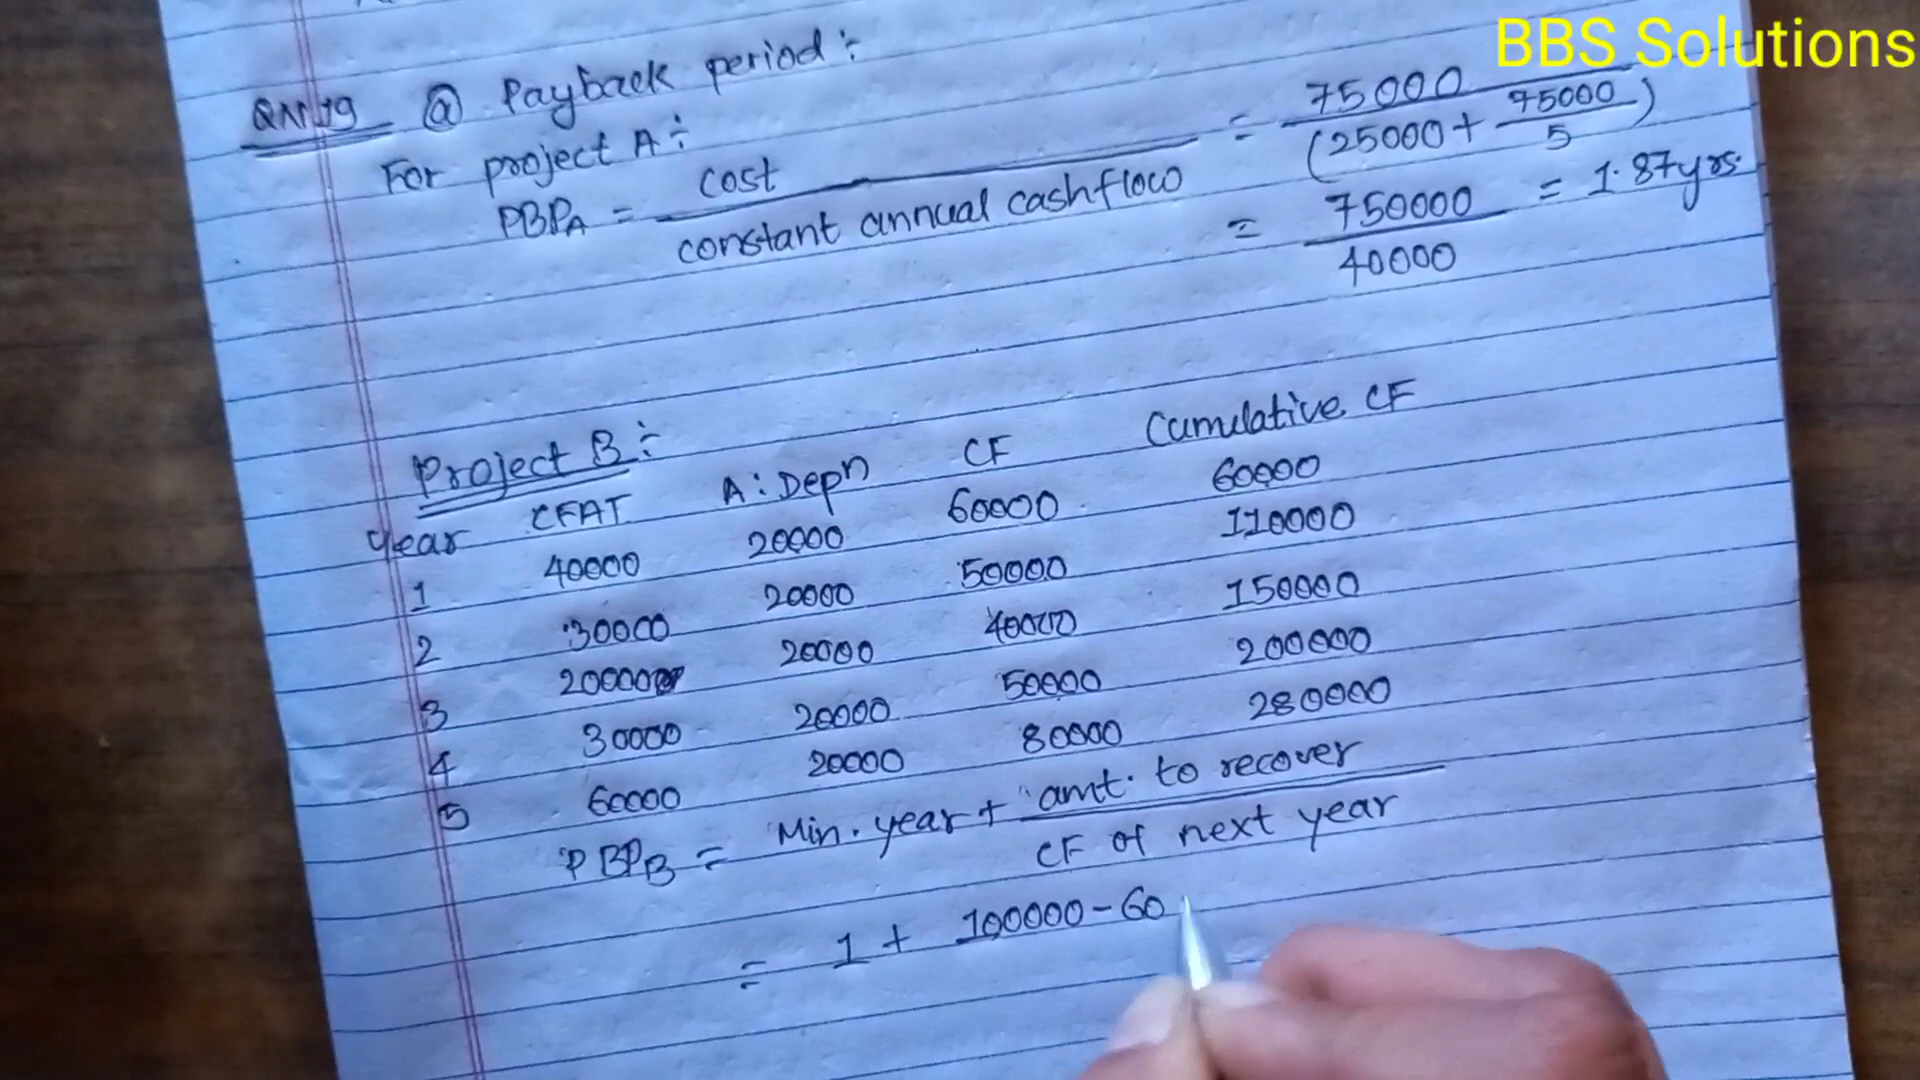 BBS Solutions
QNN19 @ Payback period :-
For project A :-
PBPA = cost / constant annual cashflow = 75000 / (25000 + 75000 / 5)
= 750000 / 40000 = 1.87yrs.
Project B :-
year CFAT A: Depn CF Cumulative CF
1 40000 20000 60000 60000
2 30000 20000 50000 110000
3 20000 20000 40000 150000
4 30000 20000 50000 200000
5 60000 20000 80000 280000
PBPB = Min. year + amt. to recover / CF of next year
= 1 + 100000 - 60